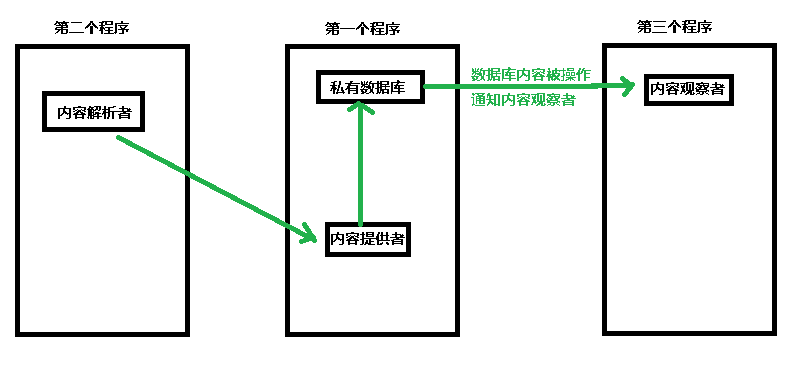 第二个程序
第一个程序
第三个程序
内容解析者
私有数据库
数据库内容被操作
通知内容观察者
内容观察者
内容提供者